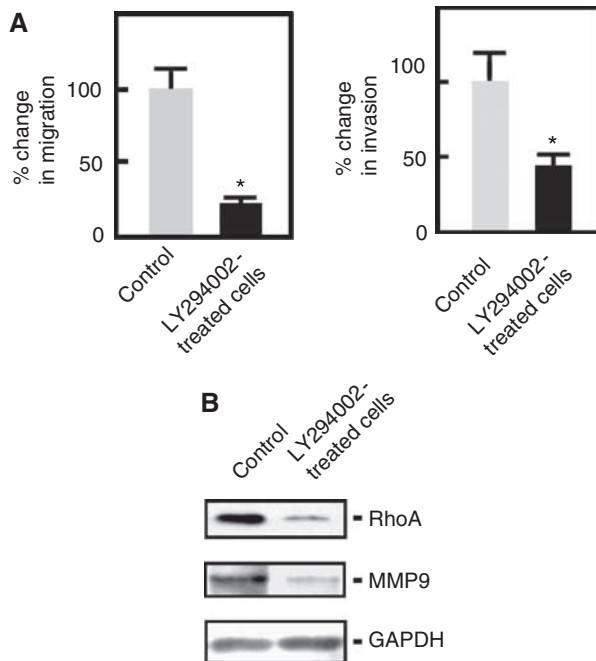 A
% change
in migration
100
50
0
*
Control
LY294002-
treated cells
% change
in invasion
100
50
0
*
Control
LY294002-
treated cells
B
Control
LY294002-
treated cells
RhoA
MMP9
GAPDH